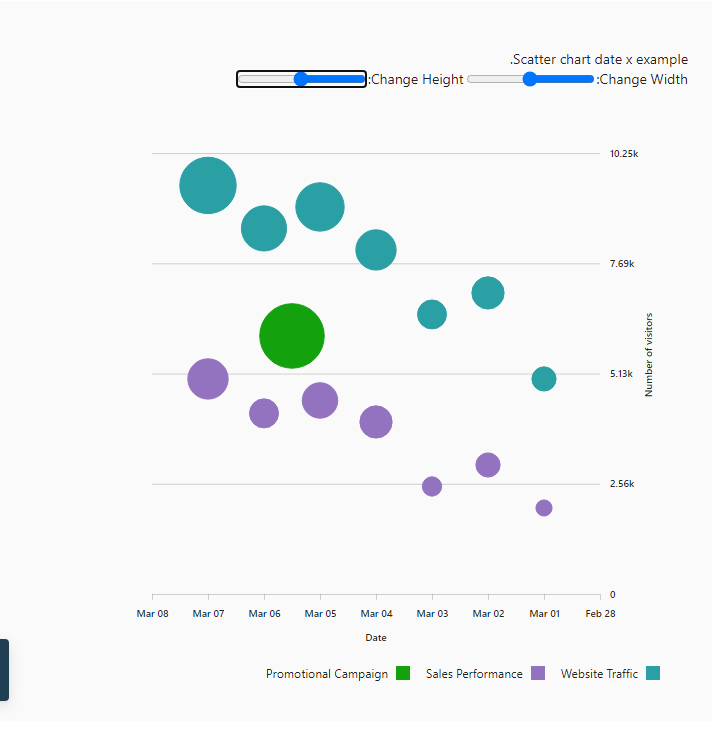 .Scatter chart date x example
:Change Width
:Change Height
10.25k
7.69k
5.13k
2.56k
0
Number of visitors
Mar 08 Mar 07 Mar 06 Mar 05 Mar 04 Mar 03 Mar 02 Mar 01 Feb 28
Date
Promotional Campaign Sales Performance Website Traffic